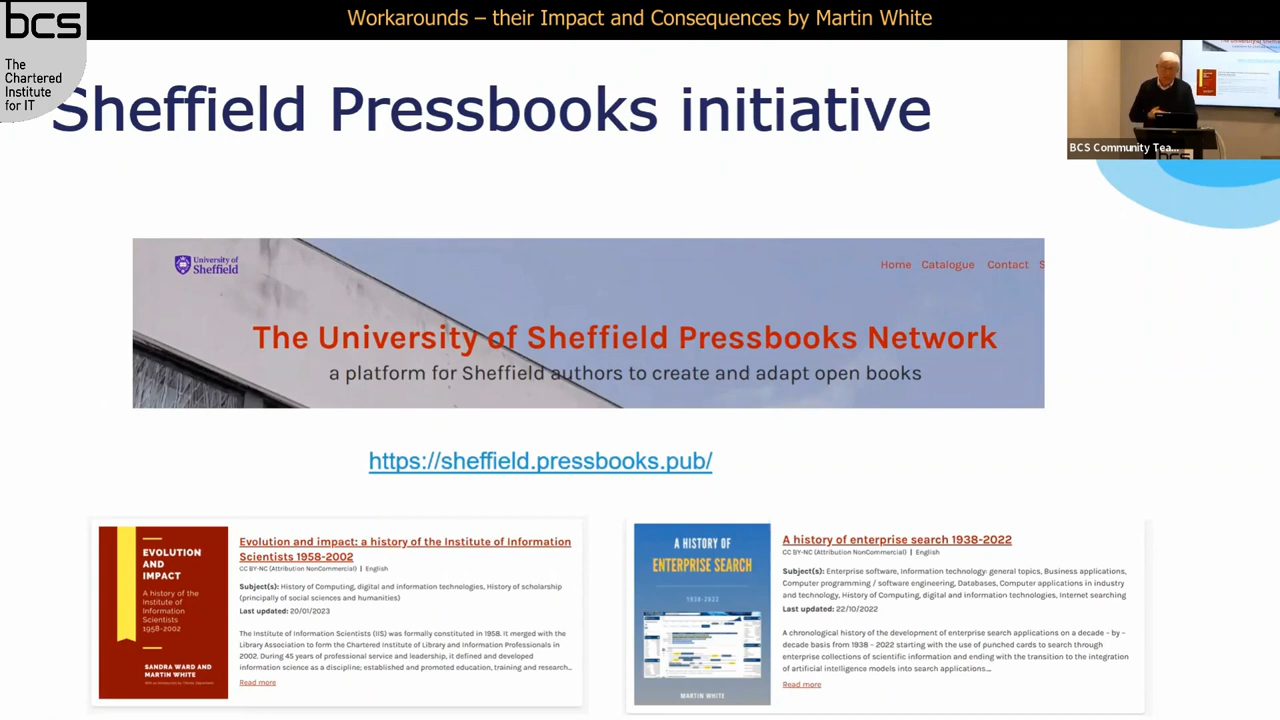 Workarounds – their Impact and Consequences by Martin White
bcs
The
Chartered
Institute
for IT
Sheffield Pressbooks initiative
BCS Community Tea...
University of
Sheffield
Home Catalogue Contact S
The University of Sheffield Pressbooks Network
a platform for Sheffield authors to create and adapt open books
https://sheffield.pressbooks.pub/
EVOLUTION
AND
IMPACT
A history of the
Institute of
Information
Scientists
1958-2002
SANDRA WARD AND
MARTIN WHITE
Evolution and impact: a history of the Institute of Information
Scientists 1958-2002
CC BY-NC (Attribution NonCommercial) | English
Subject(s): History of Computing, digital and information technologies, History of scholarship
(principally of social sciences and humanities)
Last updated: 20/01/2023
The Institute of Information Scientists (IIS) was formally constituted in 1958. It merged with the
Library Association to form the Chartered Institute of Library and Information Professionals in
2002. During 45 years of professional service and leadership, it defined and developed
information science as a discipline; established and promoted education, training and research...
Read more
A HISTORY OF
ENTERPRISE SEARCH
1938-2022
MARTIN WHITE
A history of enterprise search 1938-2022
CC BY-NC (Attribution NonCommercial) | English
Subject(s): Enterprise software, Information technology: general topics, Business applications,
Computer programming / software engineering, Databases, Computer applications in industry
and technology, History of Computing, digital and information technologies, Internet searching
Last updated: 22/10/2022
A chronological history of the development of enterprise search applications on a decade – by –
decade basis from 1938 – 2022 starting with the use of punched cards to search through
enterprise collections of scientific information and ending with the transition to the integration
of artificial intelligence models into search applications....
Read more